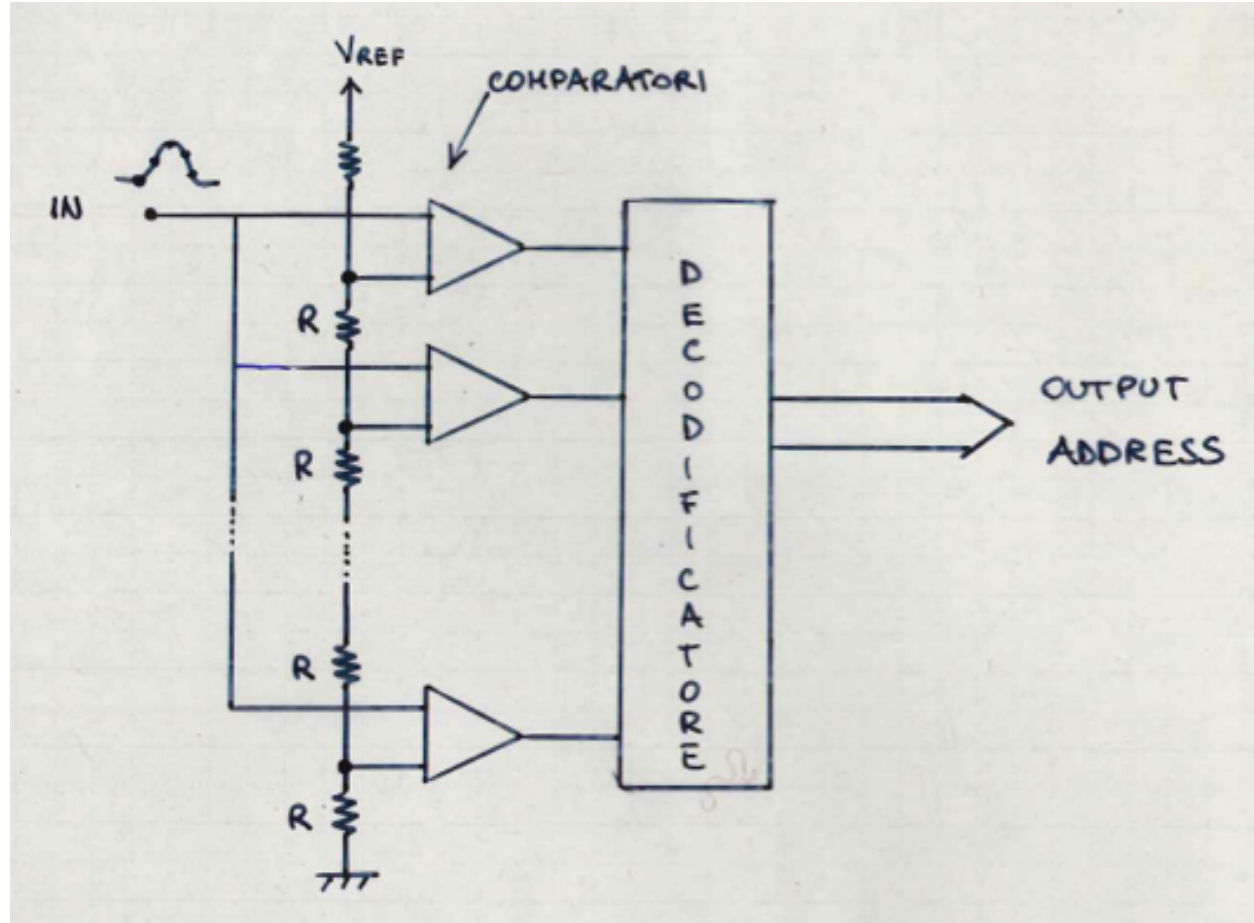 VREF
COMPARATORI
IN
R
R
R
R
DECODIFICATORE
OUTPUT
ADDRESS